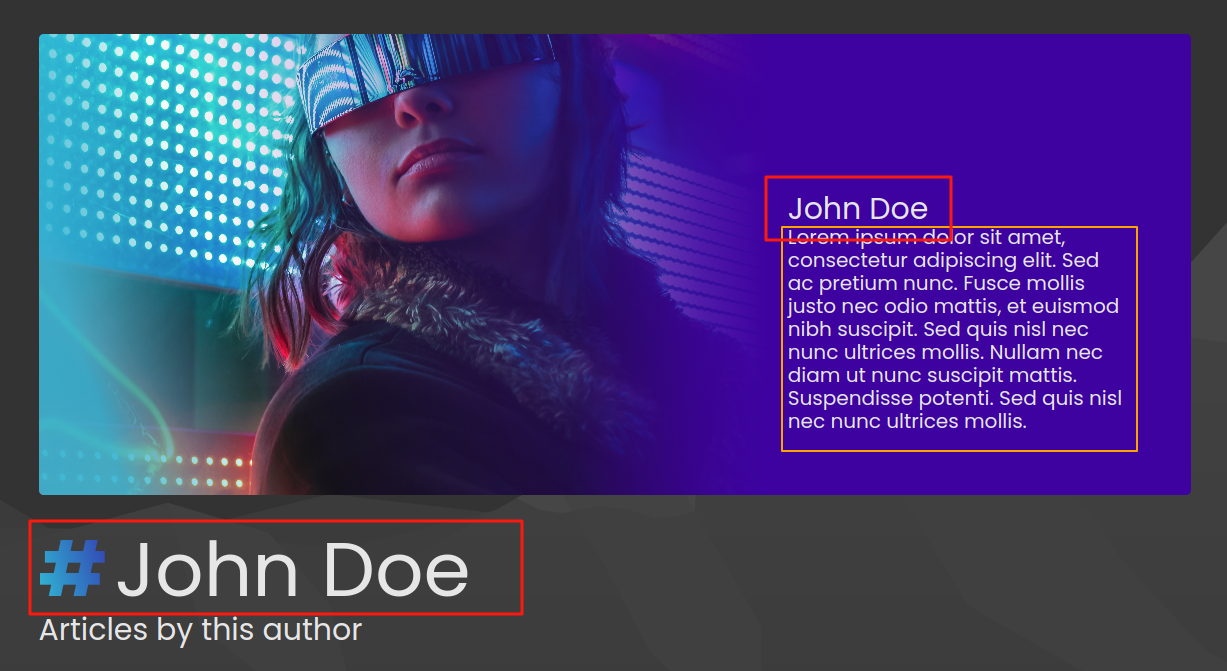 John Doe
Lorem ipsum dolor sit amet,
consectetur adipiscing elit. Sed
ac pretium nunc. Fusce mollis
justo nec odio mattis, et euismod
nibh suscipit. Sed quis nisl nec
nunc ultrices mollis. Nullam nec
diam ut nunc suscipit mattis.
Suspendisse potenti. Sed quis nisl
nec nunc ultrices mollis.
# John Doe
Articles by this author